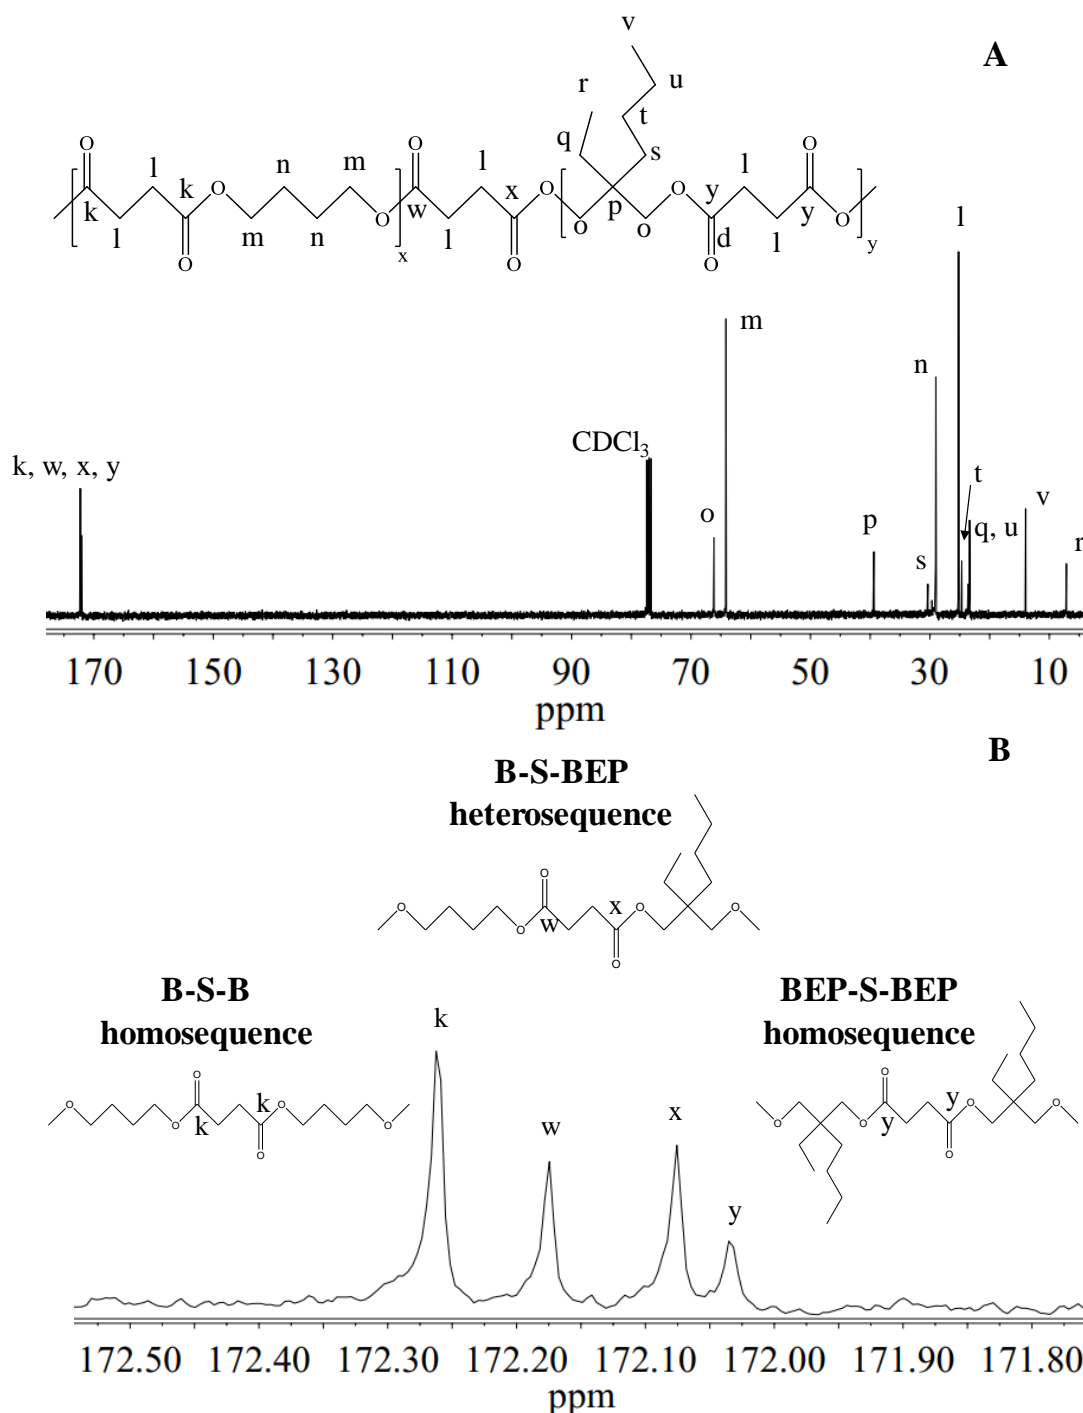 A
v
r
u
t
q
s
O
l
n
m
O
l
O
l
k
O
x
O
y
O
k
O
w
p
y
O
l
m
n
l
o
o
d
l
O
x
O
O
y
l
m
n
CDCl3
k, w, x, y
t
o
p
q, u
v
s
r
170 150 130 110 90 70 50 30 10
ppm
B
B-S-BEP
heterosequence
O
O
x
O
O
w
O
O
B-S-B
homosequence
BEP-S-BEP
homosequence
k
O
k
O
O
k
O
O
w
x
y
O
y
O
O
O
y
O
O
172.50 172.40 172.30 172.20 172.10 172.00 171.90 171.80
ppm